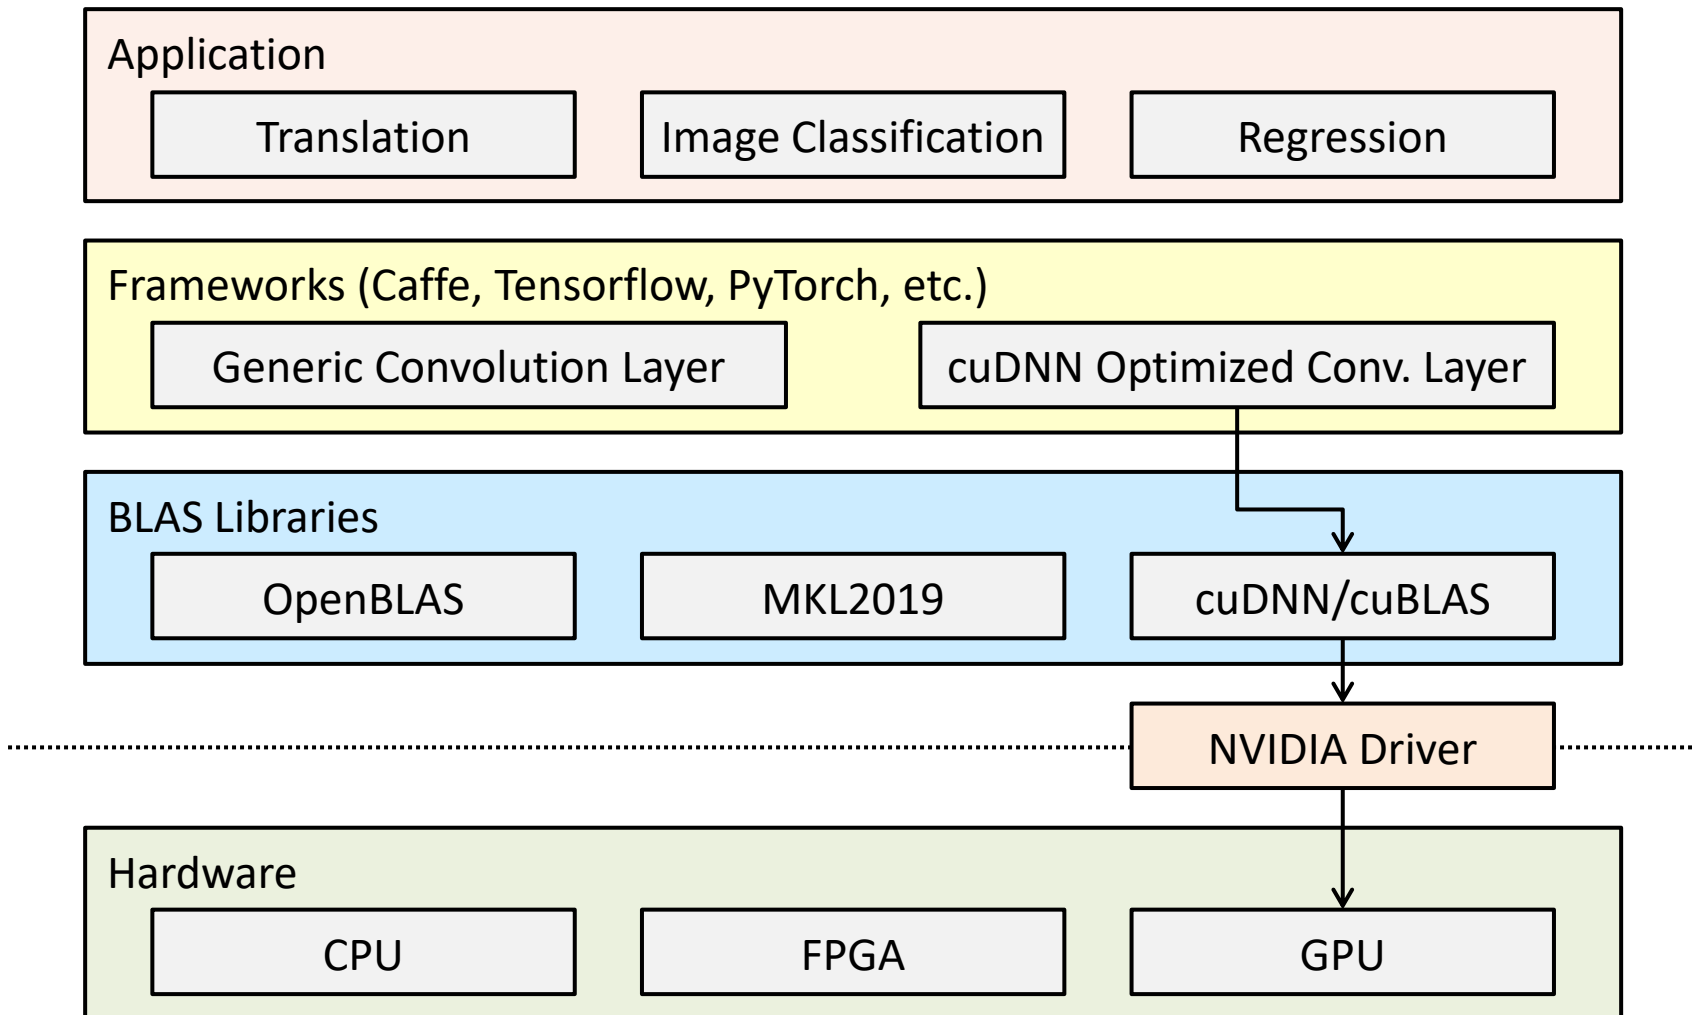 Application
Translation
Image Classification
Regression
Frameworks (Caffe, Tensorflow, PyTorch, etc.)
Generic Convolution Layer
cuDNN Optimized Conv. Layer
BLAS Libraries
OpenBLAS
MKL2019
cuDNN/cuBLAS
NVIDIA Driver
Hardware
CPU
FPGA
GPU